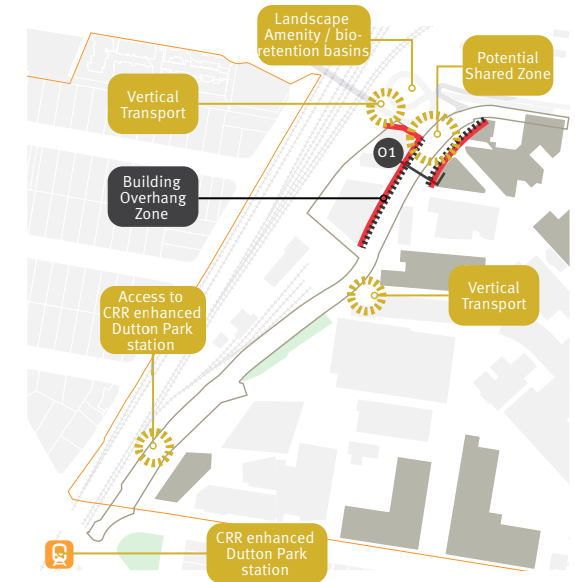 Landscape
Amenity / bio-
retention basins
Potential
Shared Zone
Vertical
Transport
01
Building
Overhang
Zone
Vertical
Transport
Access to
CRR enhanced
Dutton Park
station
CRR enhanced
Dutton Park
station